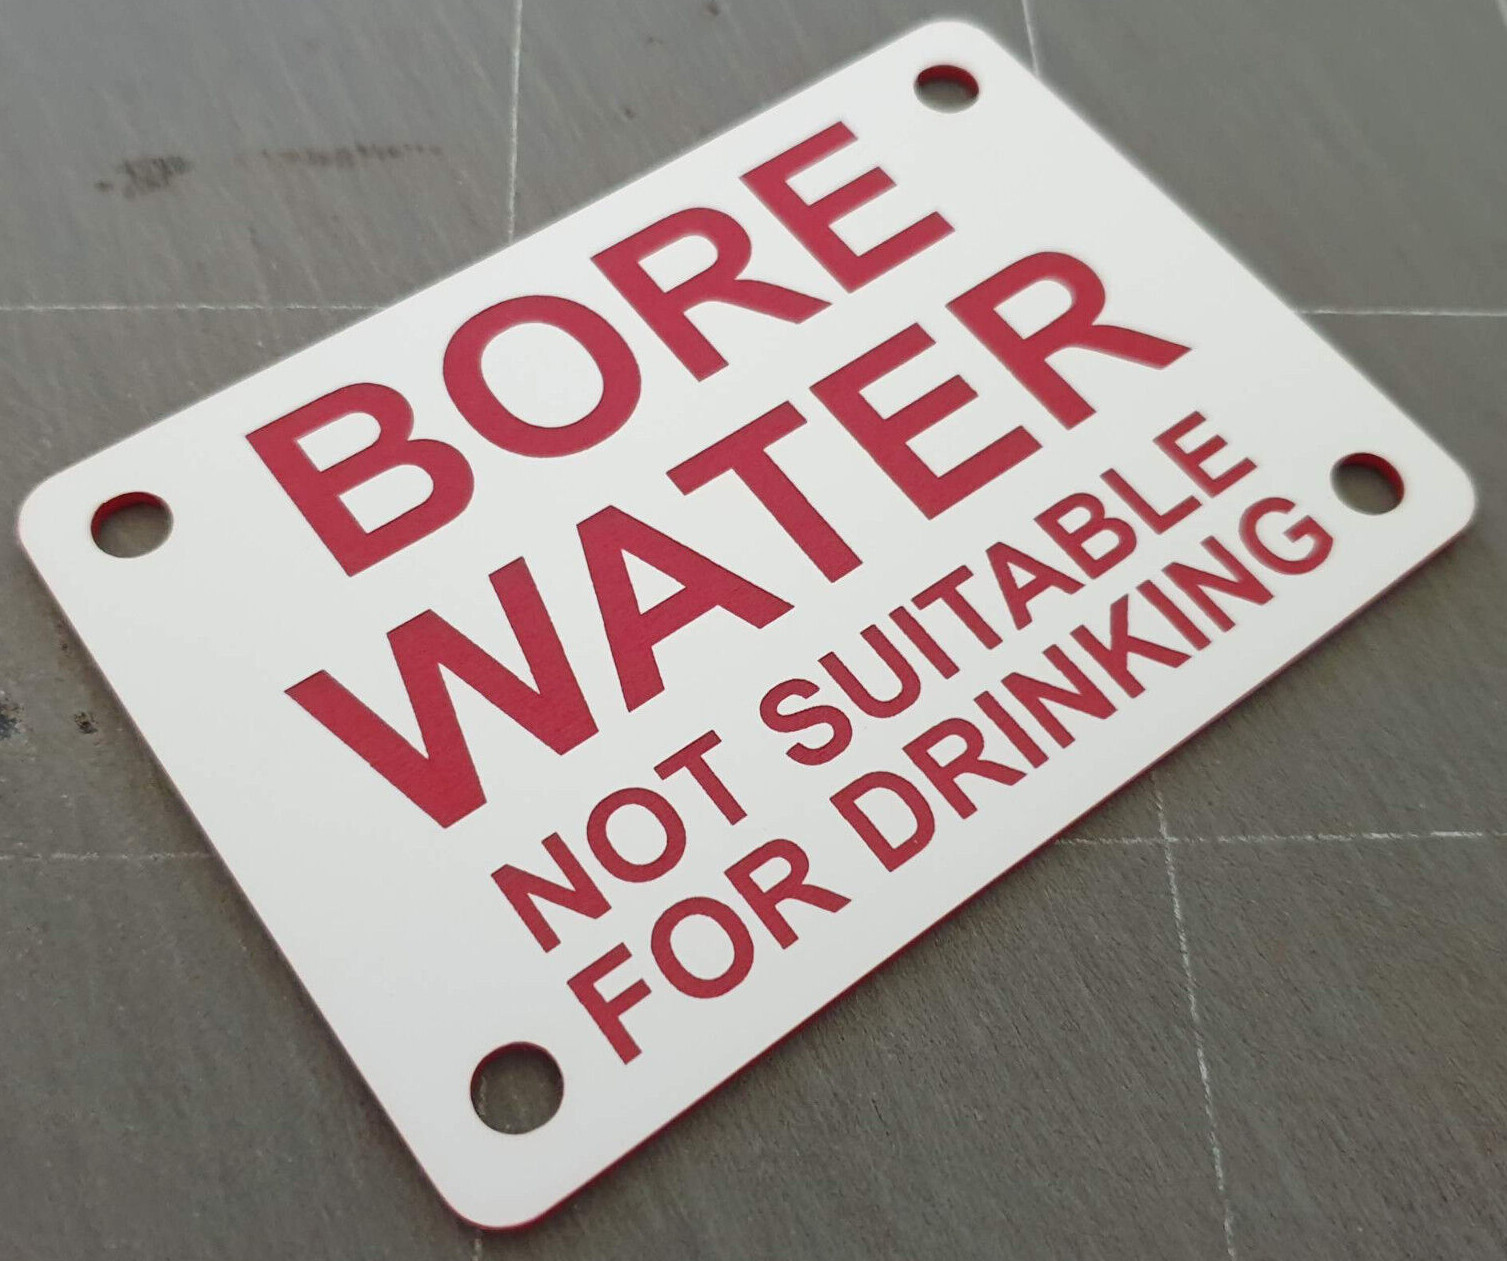 BORE
WATER
NOT SUITABLE
FOR DRINKING